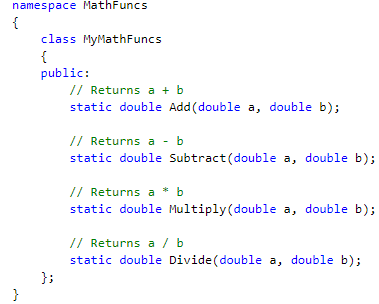 namespace MathFuncs
{
    class MyMathFuncs
    {
    public:
        // Returns a + b
        static double Add(double a, double b);

        // Returns a - b
        static double Subtract(double a, double b);

        // Returns a * b
        static double Multiply(double a, double b);

        // Returns a / b
        static double Divide(double a, double b);
    };
}